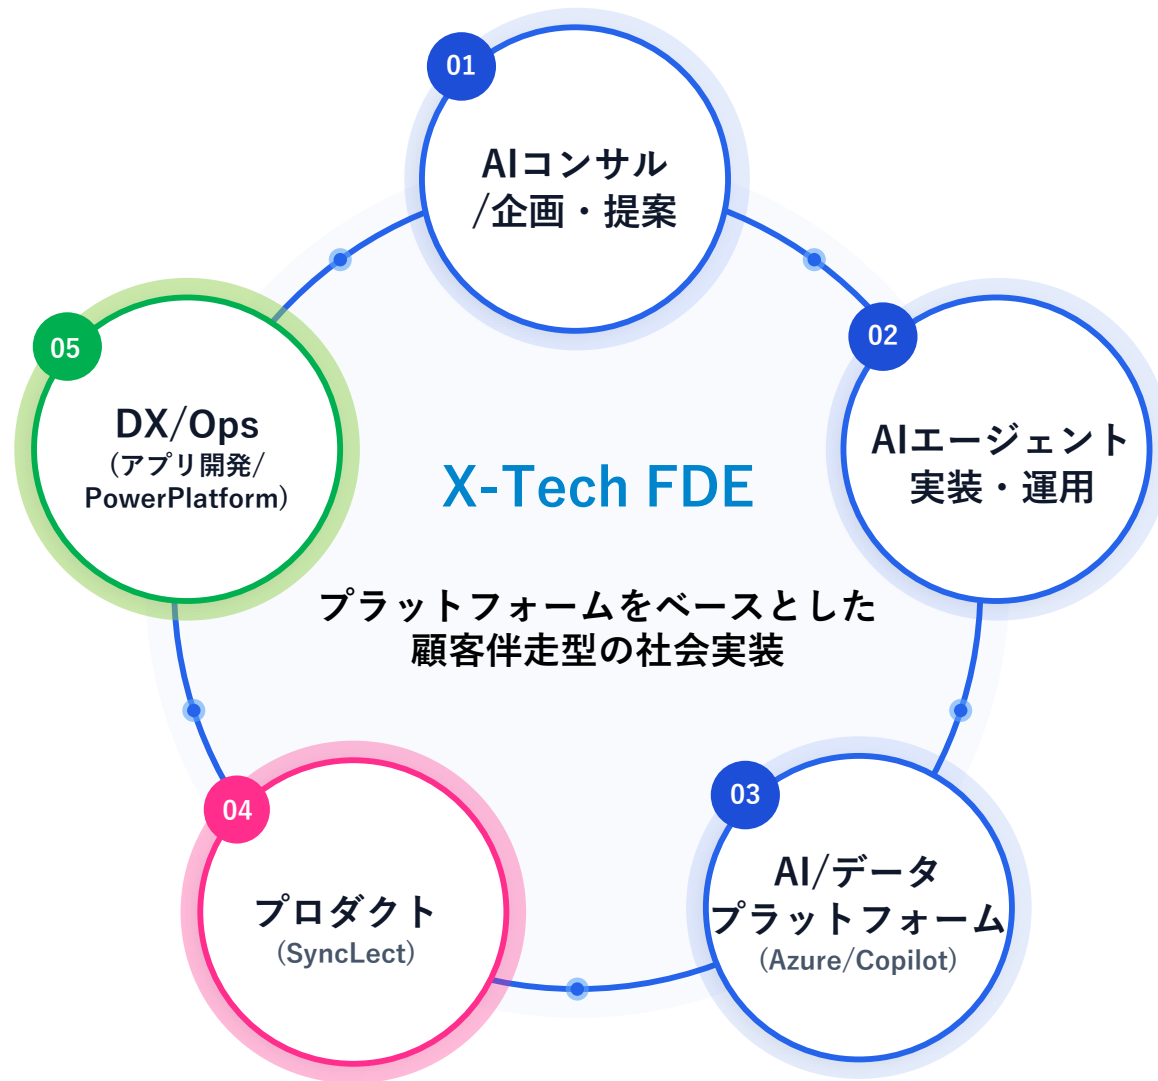 01
AIコンサル
/企画・提案
02
AIエージェント
実装・運用
05
DX/Ops
(アプリ開発/
PowerPlatform)
X-Tech FDE
プラットフォームをベースとした
顧客伴走型の社会実装
03
AI/データ
プラットフォーム
(Azure/Copilot)
04
プロダクト
(SyncLect)